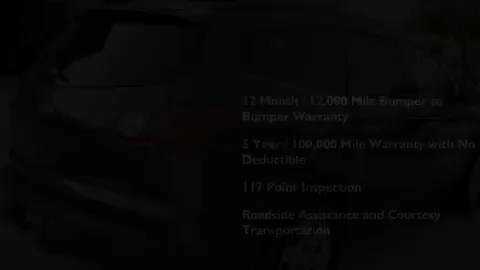 12 Month / 12,000 Mile Bumper to
Bumper Warranty
5 Year/ 100,000 Mile Warranty with No
Deductible
117 Point Inspection
Roadside Assistance and Courtesy
Transportation